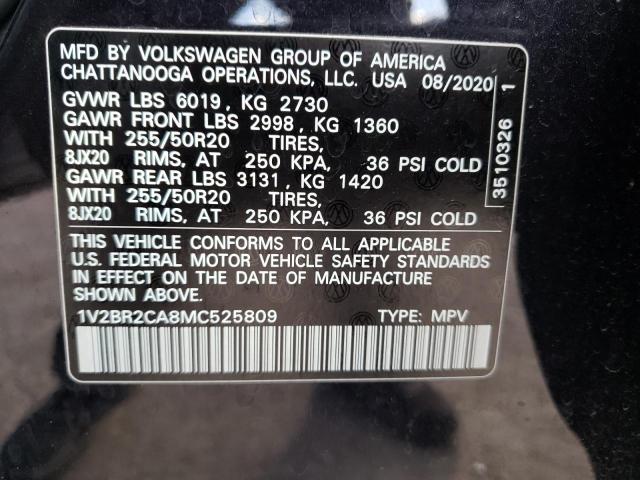 MFD BY VOLKSWAGEN GROUP OF AMERICA
CHATTANOOGA OPERATIONS, LLC. USA 08/2020
GVWR LBS 6019, KG 2730
GAWR FRONT LBS 2998, KG 1360
WITH 255/50R20 TIRES,
8JX20 RIMS, AT 250 KPA, 36 PSI COLD
GAWR REAR LBS 3131, KG 1420
WITH 255/50R20 TIRES,
8JX20 RIMS, AT 250 KPA, 36 PSI COLD
THIS VEHICLE CONFORMS TO ALL APPLICABLE
U.S. FEDERAL MOTOR VEHICLE SAFETY STANDARDS
IN EFFECT ON THE DATE OF MANUFACTURE
SHOWN ABOVE.
1V2BR2CA8MC525809 TYPE: MPV
3510326 1